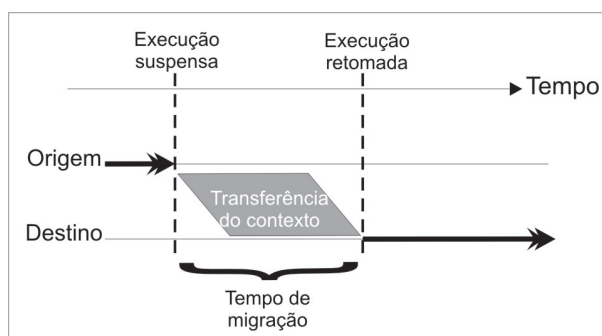 Execução
suspensa
Execução
retomada
Tempo
Origem
Transferência
do contexto
Destino
Tempo de
migração